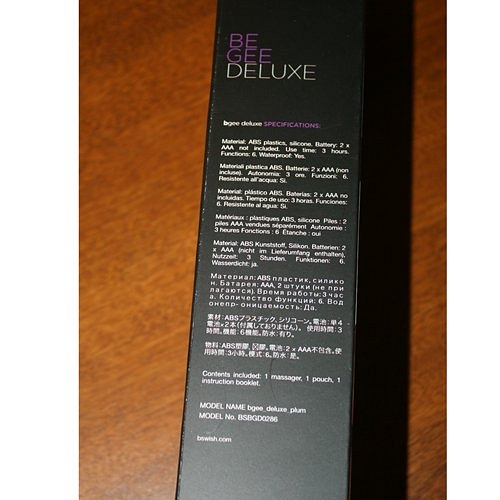 BE
GEE
DELUXE
bgee deluxe SPECIFICATIONS:
Material: ABS plastics, silicone. Battery: 2 x
AAA not included. Use time: 3 hours.
Functions: 6. Waterproof: Yes.
Materiali plastica ABS. Batterie: 2 x AAA (non
incluse). Autonomia: 3 ore. Funzioni: 6.
Resistente all'acqua: Si.
Material: plástico ABS. Baterías: 2 x AAA no
incluidas. Tiempo de uso: 3 horas. Funciones:
6. Resistente al agua: Si.
Matériaux : plastiques ABS, silicone Piles : 2
piles AAA vendues séparément Autonomie :
3 heures Fonctions : 6 Étanche : oui
Material: ABS Kunststoff, Silikon. Batterien: 2
x AAA (nicht im Lieferumfang enthalten),
Nutzzeit: 3 Stunden. Funktionen: 6.
Wasserdicht: ja.
Материал: ABS пластик, силико
н. Батарея: AAA, 2 штуки (не при
лагаются). Время работы: 3 час
а. Количество функций: 6. Вод
онепр- оницаемость: Да.
素材：ABSプラスチック, シリコーン。電池：単4
電池×2本（付属しておりません）。 使用時間：3
時間。機能：6機能。防水：有り。
物料：ABS塑膠, 膠。電池：2 x AAA不包含。使
用時間：3小時。模式：6。防水：是。
Contents included: 1 massager, 1 pouch, 1
instruction booklet.
MODEL NAME bgee_deluxe_plum
MODEL No. BSBGD0286
bswish.com